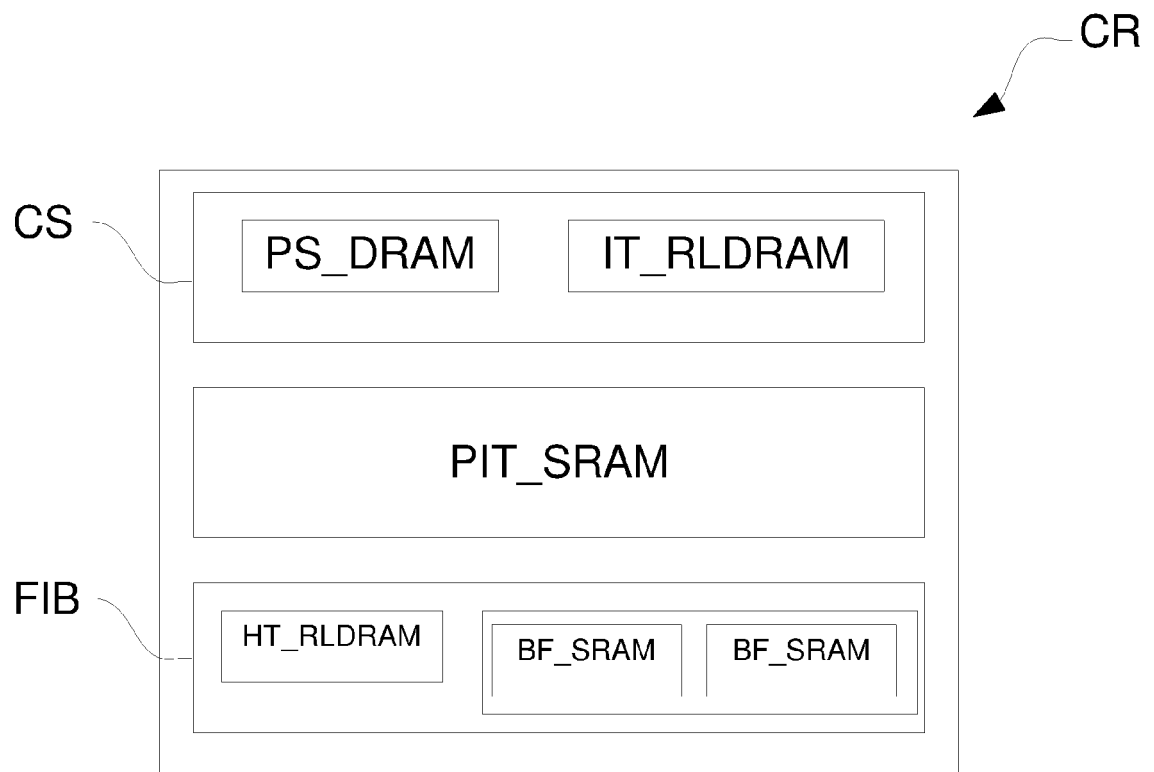 CR
CS
PS_DRAM IT_RLDRAM
PIT_SRAM
FIB
HT_RLDRAM BF_SRAM BF_SRAM